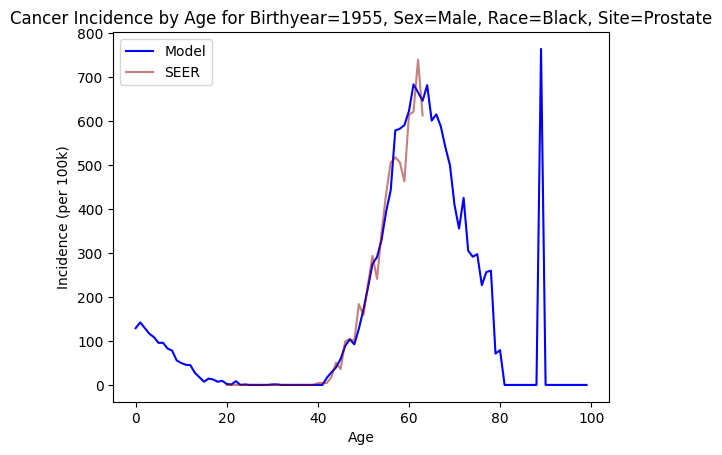 Cancer Incidence by Age for Birthyear=1955, Sex=Male, Race=Black, Site=Prostate
Model
SEER
800
700
600
500
400
300
200
100
0
Incidence (per 100k)
0 20 40 60 80 100
Age